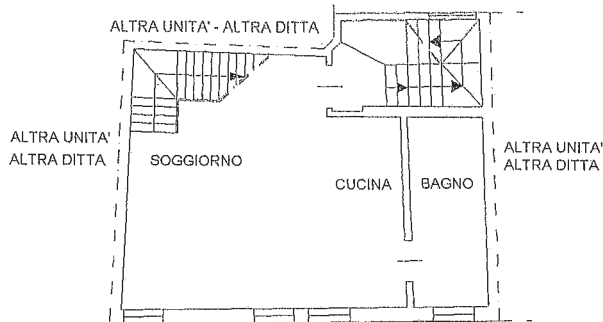 ALTRA UNITA' - ALTRA DITTA
ALTRA UNITA'
ALTRA DITTA
SOGGIORNO
CUCINA
BAGNO
ALTRA UNITA'
ALTRA DITTA